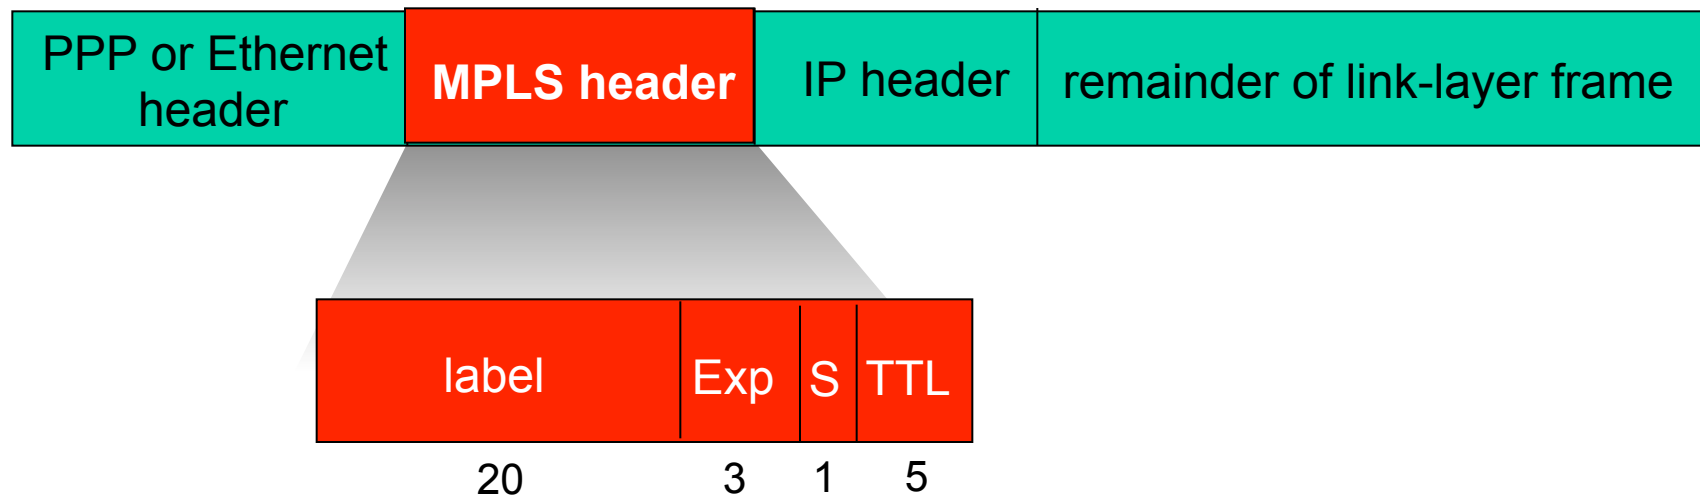 PPP or Ethernet
header
MPLS header
IP header
remainder of link-layer frame
label
Exp
S
TTL
20
3
1
5